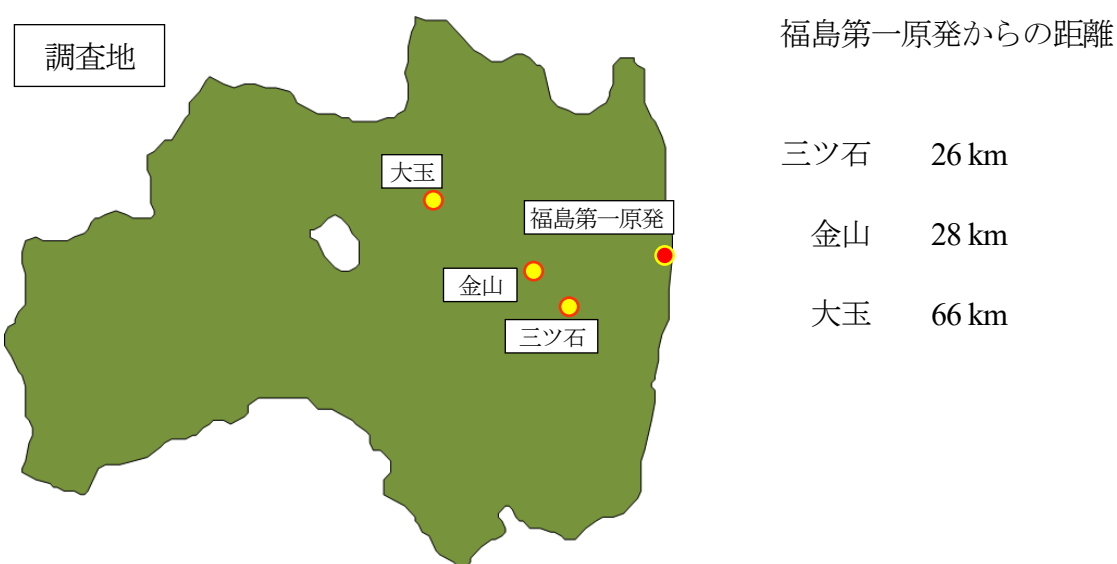 調査地
福島第一原発からの距離
大玉
福島第一原発
金山
三ツ石
三ツ石 26 km
金山 28 km
大玉 66 km